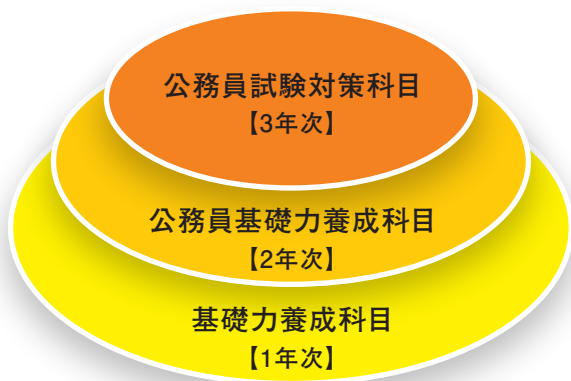 公務員試験対策科目
【3年次】
公務員基礎力養成科目
【2年次】
基礎力養成科目
【1年次】